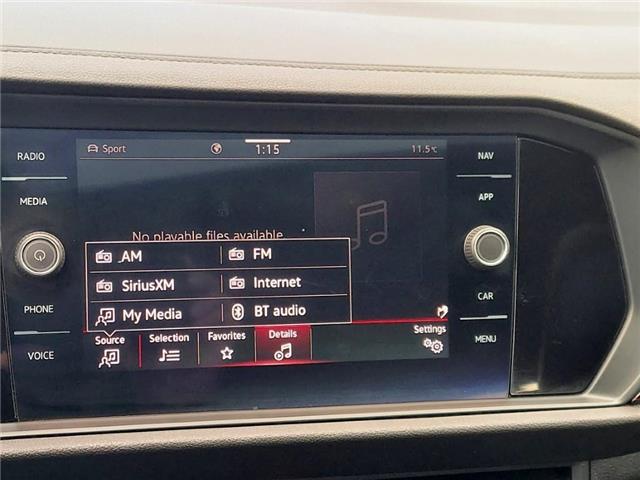 RADIO
MEDIA
PHONE
VOICE
Sport 1:15 11.5°C
No playable files available.
AM FM
SiriusXM Internet
My Media BT audio
Source Selection Favorites Details Settings
NAV
APP
CAR
MENU